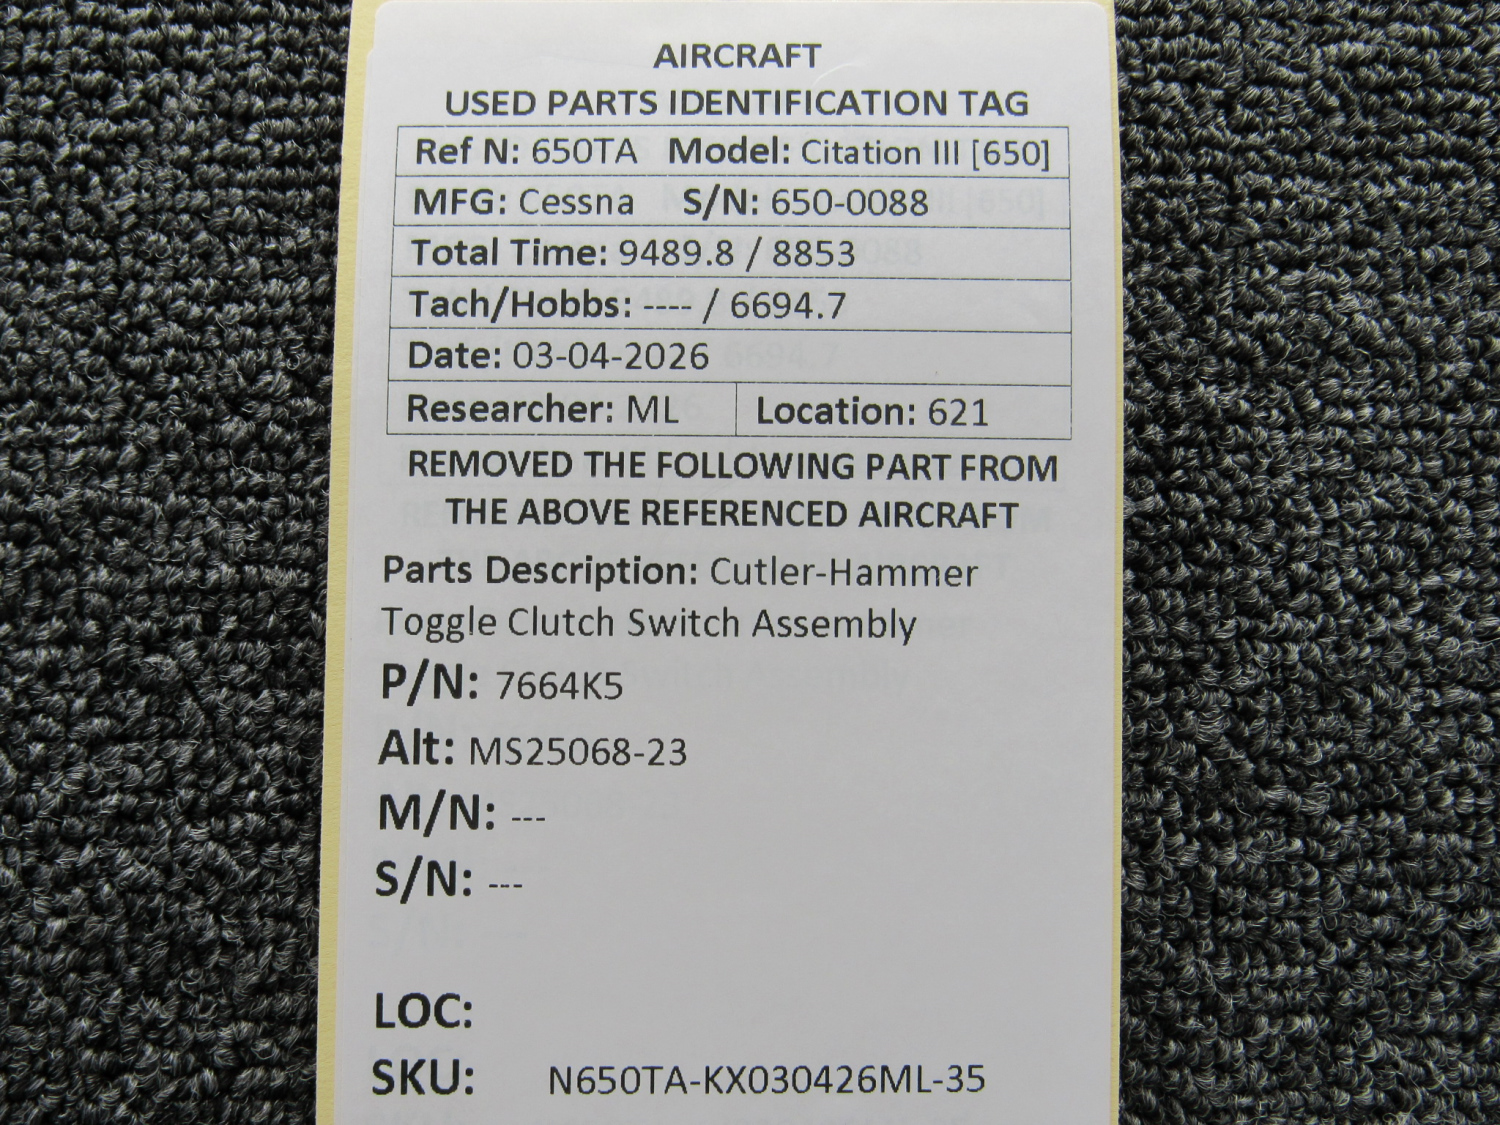 AIRCRAFT
USED PARTS IDENTIFICATION TAG
Ref N: 650TA Model: Citation III [650]
MFG: Cessna S/N: 650-0088
Total Time: 9489.8 / 8853
Tach/Hobbs: ---- / 6694.7
Date: 03-04-2026
Researcher: ML Location: 621
REMOVED THE FOLLOWING PART FROM
THE ABOVE REFERENCED AIRCRAFT
Parts Description: Cutler-Hammer
Toggle Clutch Switch Assembly
P/N: 7664K5
Alt: MS25068-23
M/N: ---
S/N: ---
LOC:
SKU: N650TA-KX030426ML-35